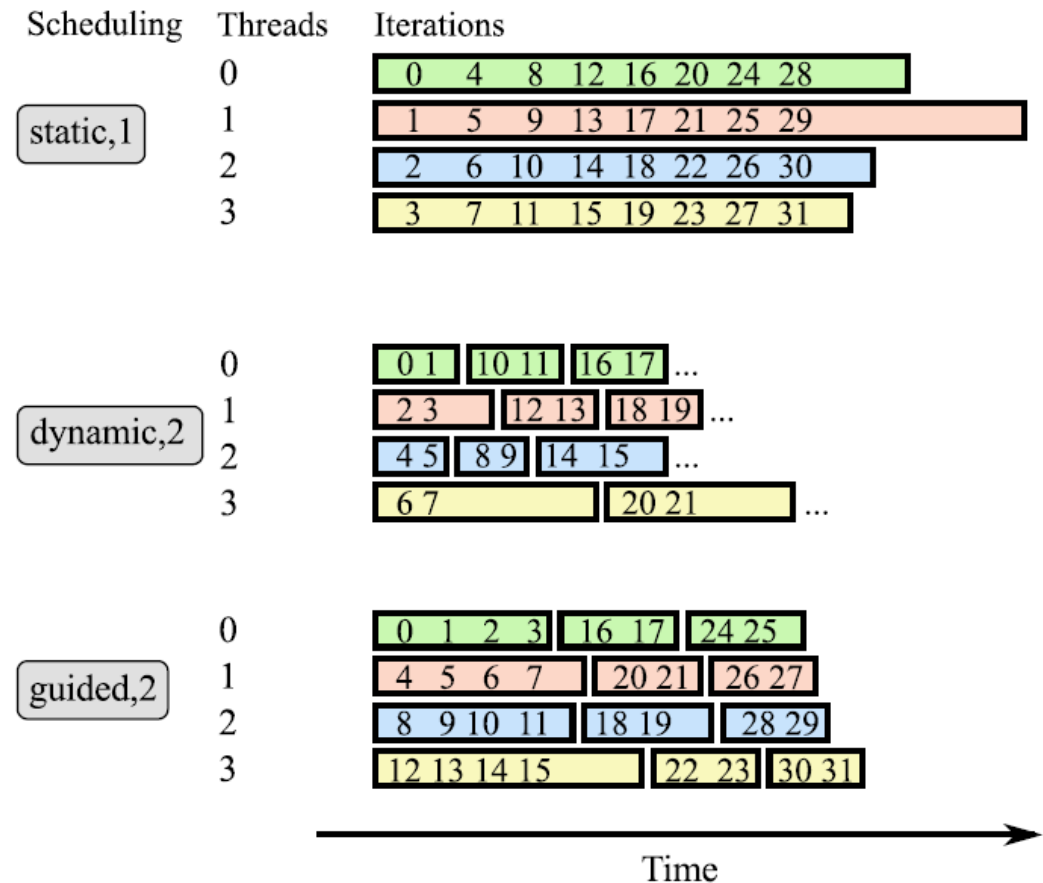 Scheduling Threads Iterations
0 0 4 8 12 16 20 24 28
static,1
1 1 5 9 13 17 21 25 29
2 2 6 10 14 18 22 26 30
3 3 7 11 15 19 23 27 31
0 0 1 10 11 16 17 ...
dynamic,2
1 2 3 12 13 18 19 ...
2 4 5 8 9 14 15 ...
3 6 7 20 21 ...
0 0 1 2 3 16 17 24 25
guided,2
1 4 5 6 7 20 21 26 27
2 8 9 10 11 18 19 28 29
3 12 13 14 15 22 23 30 31
Time